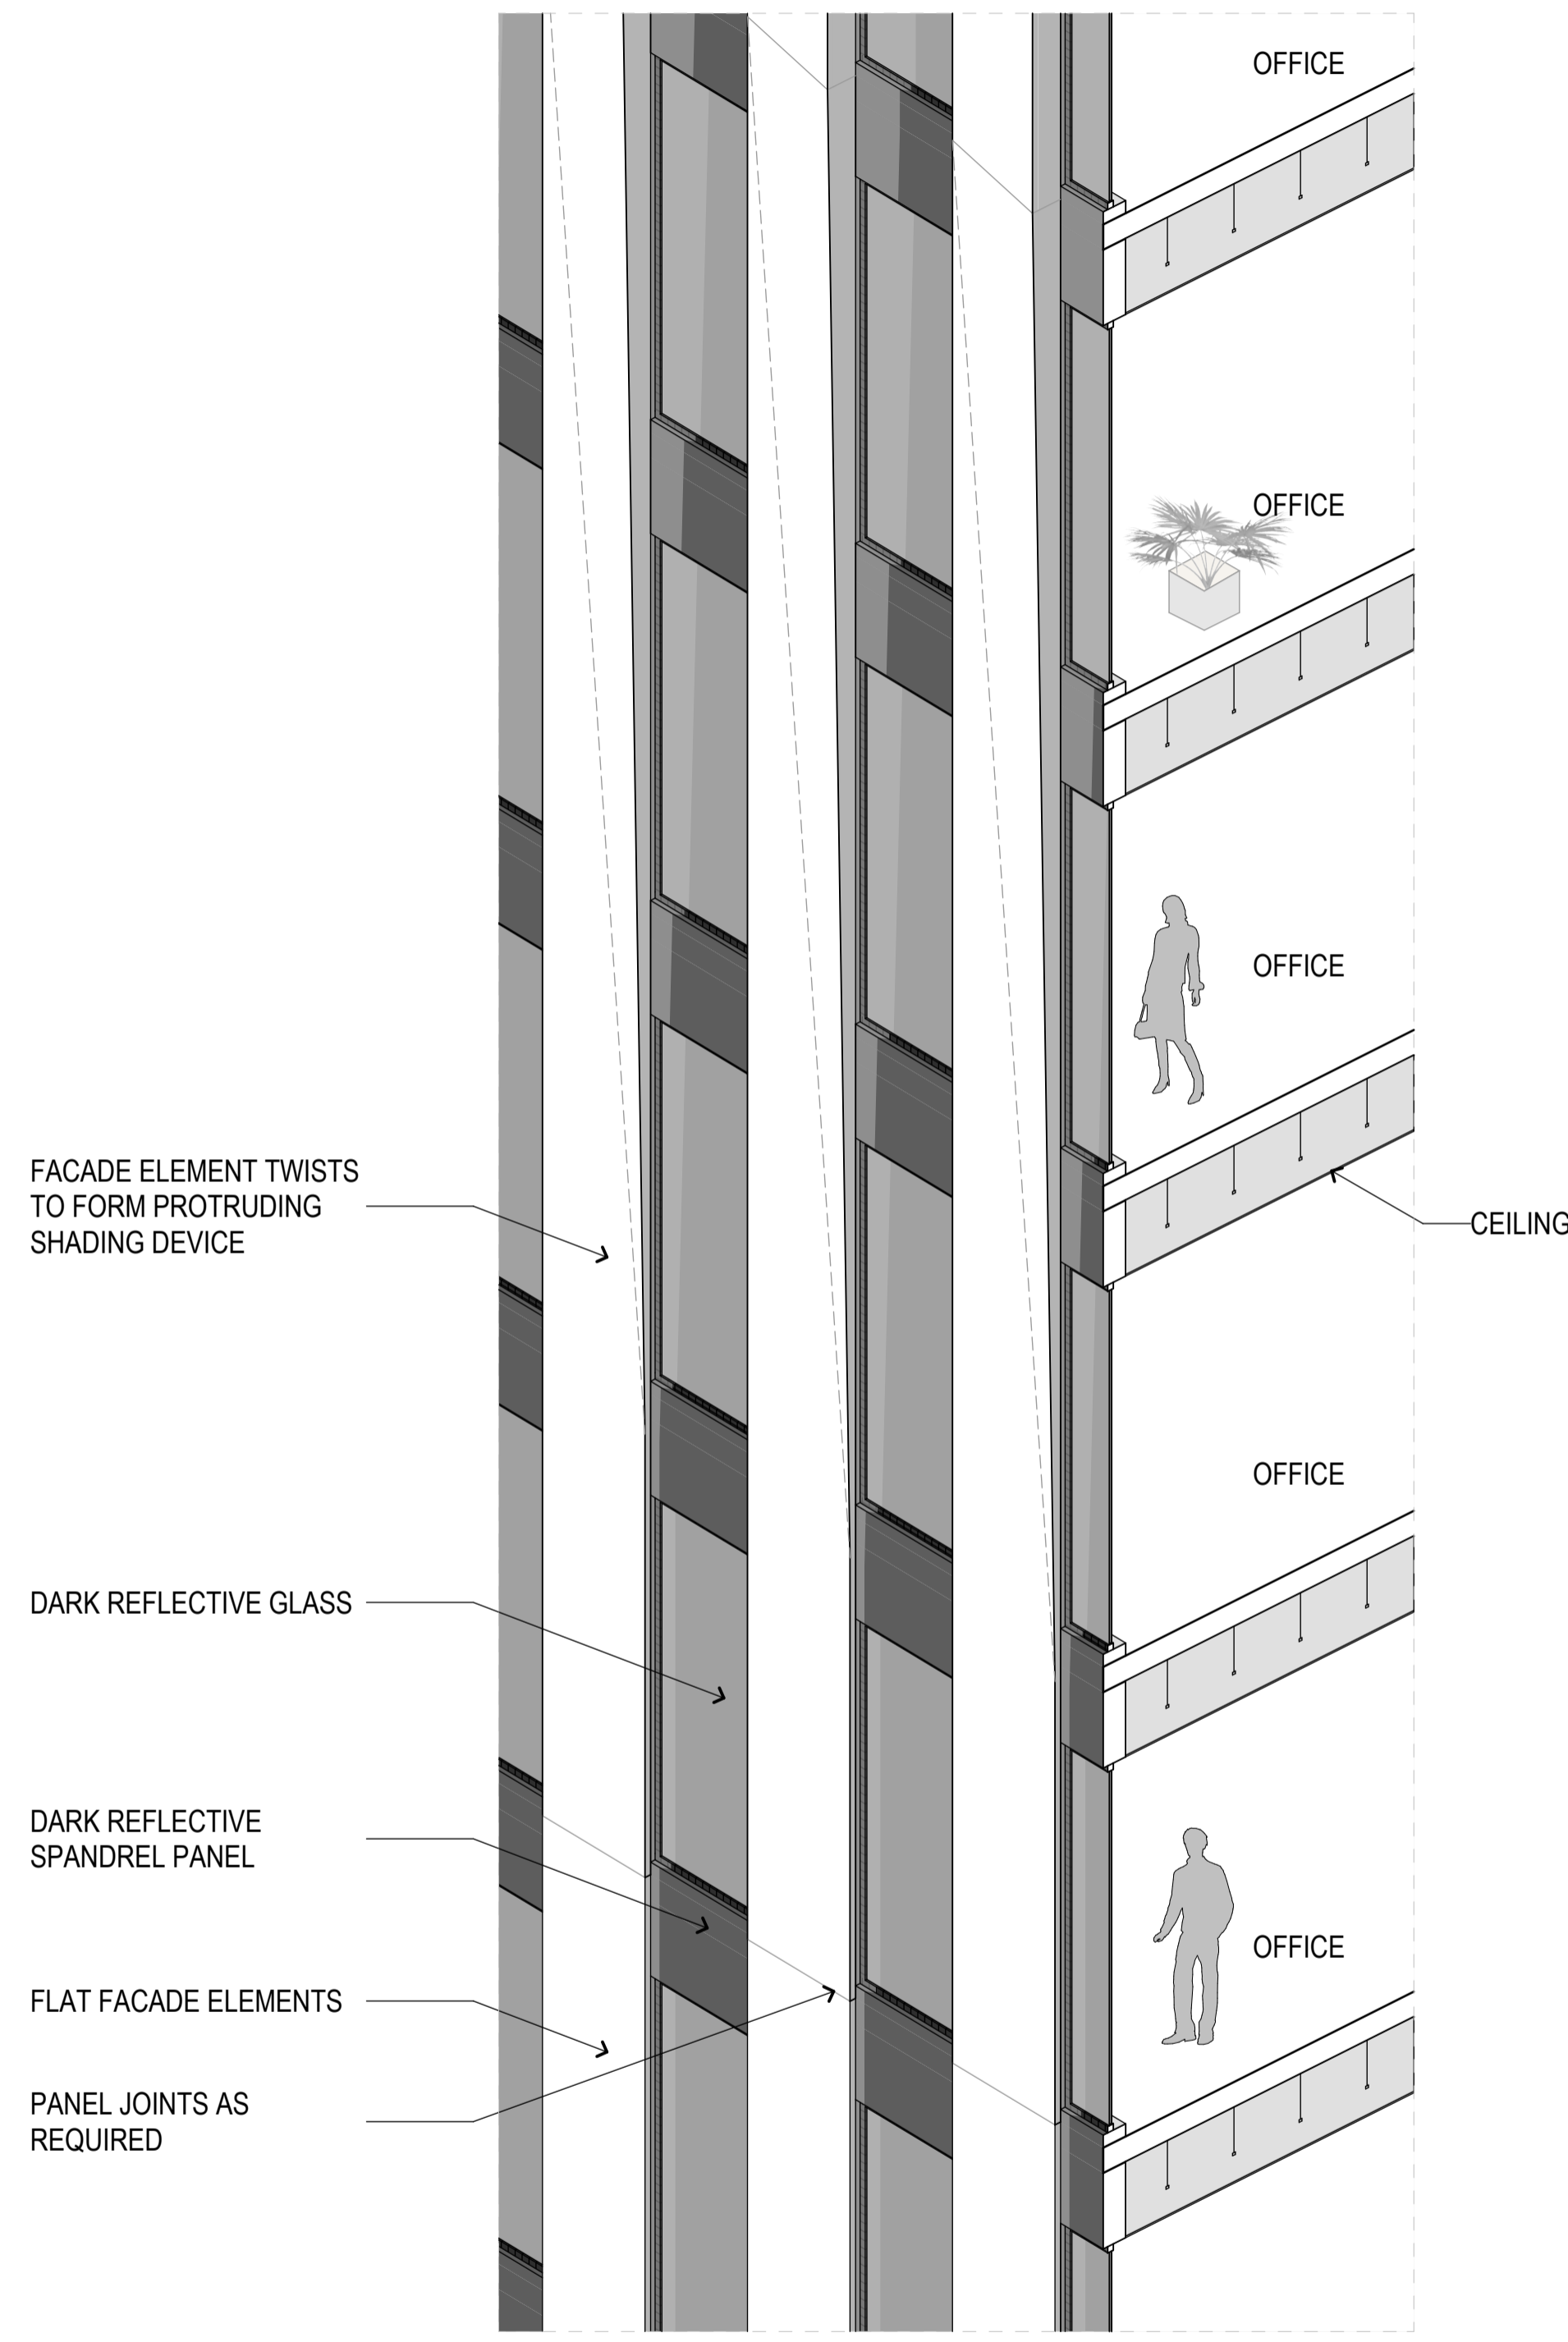 OFFICE
OFFICE
OFFICE
FACADE ELEMENT TWISTS
TO FORM PROTRUDING
SHADING DEVICE
CEILING
OFFICE
DARK REFLECTIVE GLASS
DARK REFLECTIVE
SPANDREL PANEL
OFFICE
FLAT FACADE ELEMENTS
PANEL JOINTS AS
REQUIRED